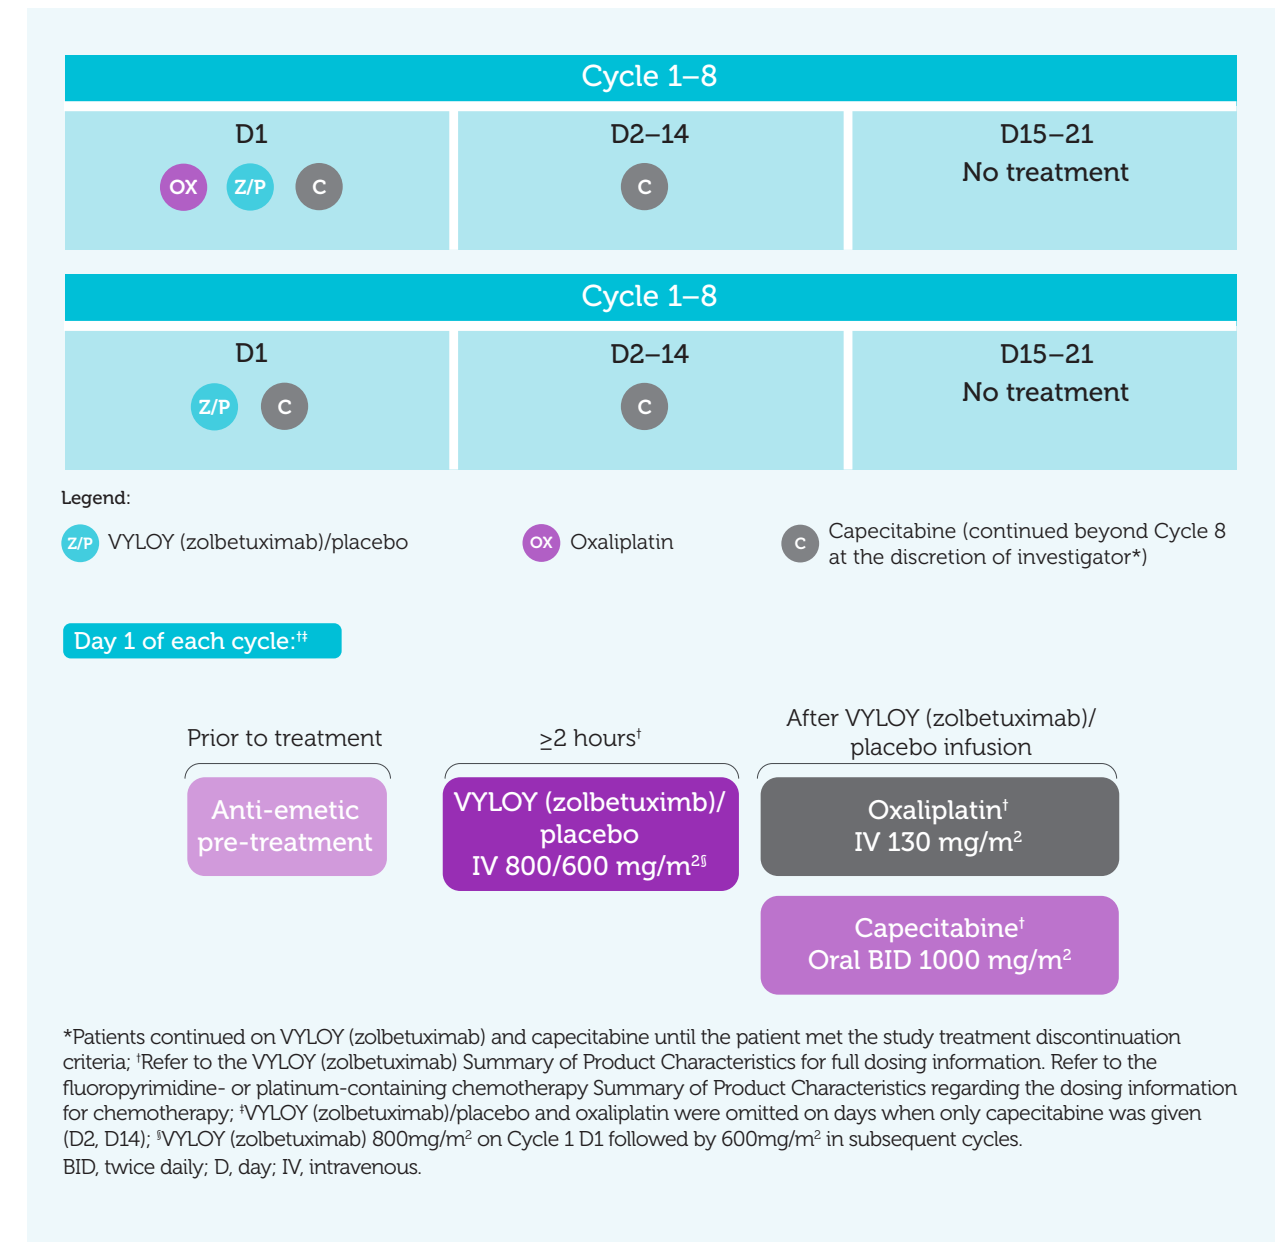 Cycle 1–8
D1
OX Z/P C
D2–14
C
D15–21
No treatment
Cycle 1–8
D1
Z/P C
D2–14
C
D15–21
No treatment
Legend:
Z/P VYLOY (zolbetuximab)/placebo
OX Oxaliplatin
C Capecitabine (continued beyond Cycle 8
at the discretion of investigator*)
Day 1 of each cycle:†‡
Prior to treatment
Anti-emetic
pre-treatment
≥2 hours†
VYLOY (zolbetuximb)/
placebo
IV 800/600 mg/m²§
After VYLOY (zolbetuximab)/
placebo infusion
Oxaliplatin†
IV 130 mg/m²
Capecitabine†
Oral BID 1000 mg/m²
*Patients continued on VYLOY (zolbetuximab) and capecitabine until the patient met the study treatment discontinuation
criteria; †Refer to the VYLOY (zolbetuximab) Summary of Product Characteristics for full dosing information. Refer to the
fluoropyrimidine- or platinum-containing chemotherapy Summary of Product Characteristics regarding the dosing information
for chemotherapy; ‡VYLOY (zolbetuximab)/placebo and oxaliplatin were omitted on days when only capecitabine was given
(D2, D14); §VYLOY (zolbetuximab) 800mg/m² on Cycle 1 D1 followed by 600mg/m² in subsequent cycles.
BID, twice daily; D, day; IV, intravenous.